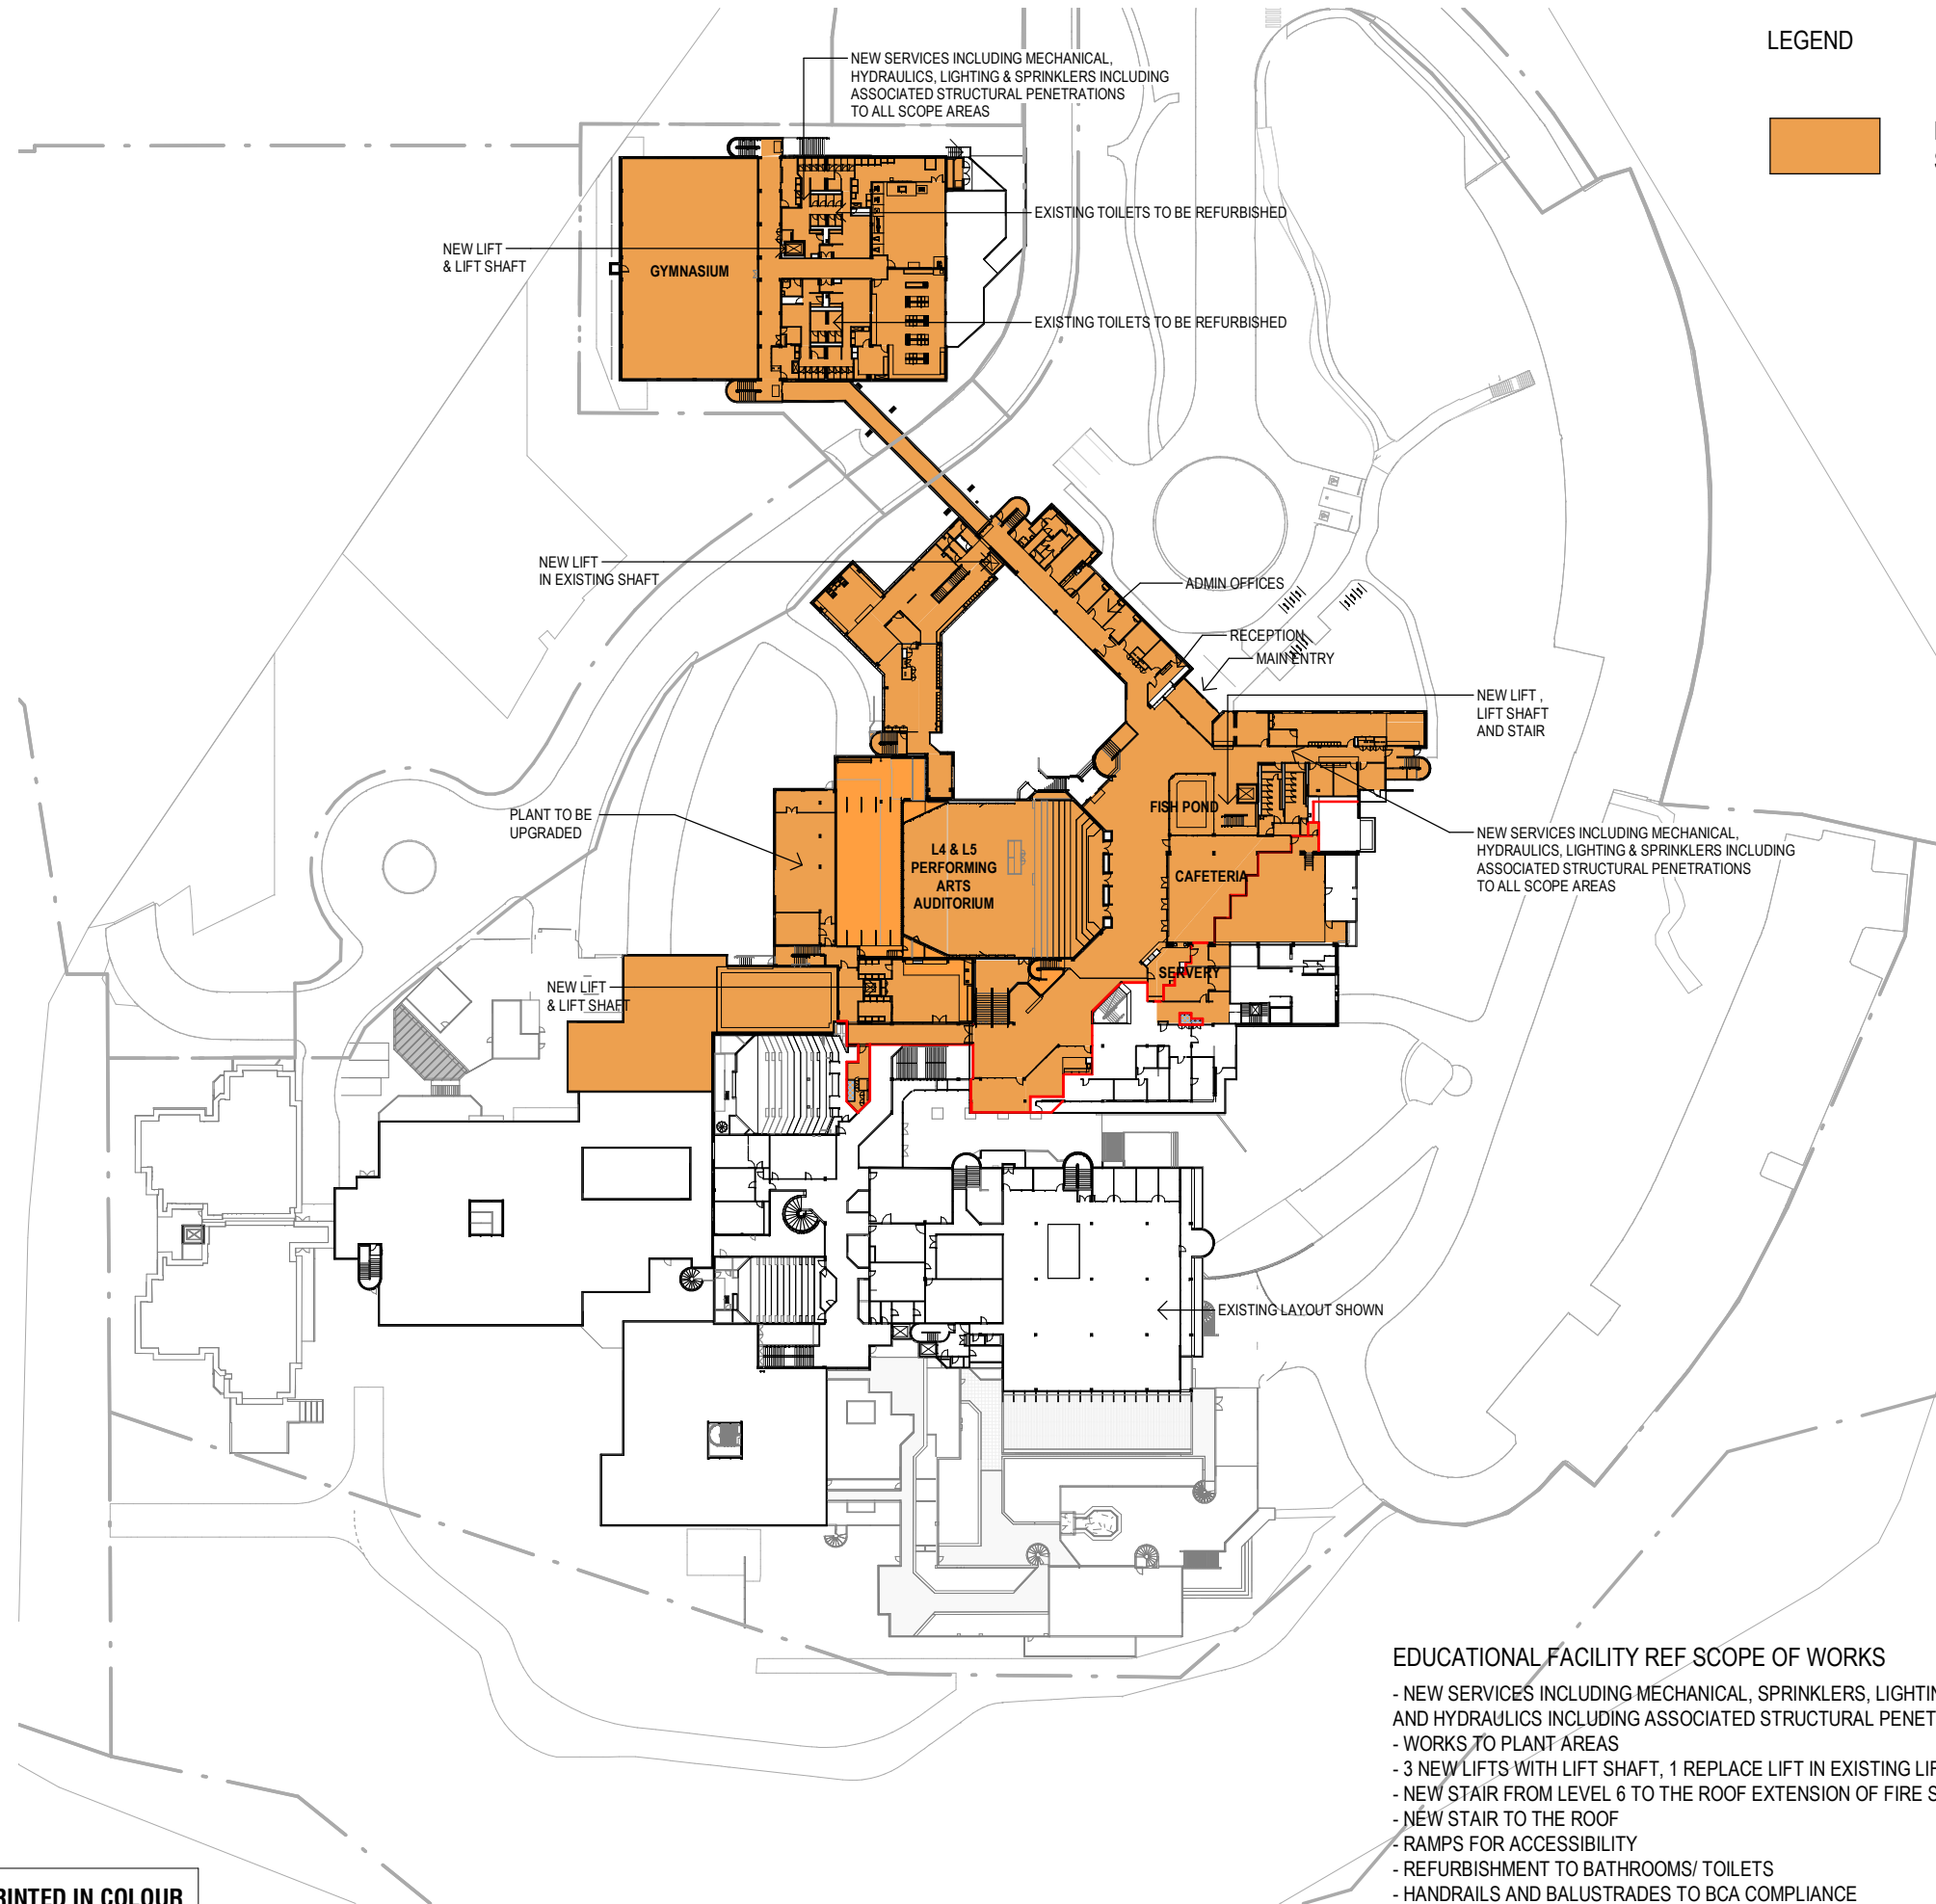 LEGEND
NEW SERVICES INCLUDING MECHANICAL,
HYDRAULICS, LIGHTING & SPRINKLERS INCLUDING
ASSOCIATED STRUCTURAL PENETRATIONS
TO ALL SCOPE AREAS
EXISTING TOILETS TO BE REFURBISHED
NEW LIFT
& LIFT SHAFT
GYMNASIUM
EXISTING TOILETS TO BE REFURBISHED
NEW LIFT
IN EXISTING SHAFT
ADMIN OFFICES
RECEPTION
MAIN ENTRY
NEW LIFT ,
LIFT SHAFT
AND STAIR
PLANT TO BE
UPGRADED
FISH POND
NEW SERVICES INCLUDING MECHANICAL,
HYDRAULICS, LIGHTING & SPRINKLERS INCLUDING
ASSOCIATED STRUCTURAL PENETRATIONS
TO ALL SCOPE AREAS
L4 & L5
PERFORMING
ARTS
AUDITORIUM
CAFETERIA
SERVERY
NEW LIFT
& LIFT SHAFT
EXISTING LAYOUT SHOWN
EDUCATIONAL FACILITY REF SCOPE OF WORKS
- NEW SERVICES INCLUDING MECHANICAL, SPRINKLERS, LIGHTIN
AND HYDRAULICS INCLUDING ASSOCIATED STRUCTURAL PENET
- WORKS TO PLANT AREAS
- 3 NEW LIFTS WITH LIFT SHAFT, 1 REPLACE LIFT IN EXISTING LIF
- NEW STAIR FROM LEVEL 6 TO THE ROOF EXTENSION OF FIRE S
- NEW STAIR TO THE ROOF
- RAMPS FOR ACCESSIBILITY
- REFURBISHMENT TO BATHROOMS/ TOILETS
- HANDRAILS AND BALUSTRADES TO BCA COMPLIANCE
RINTED IN COLOUR